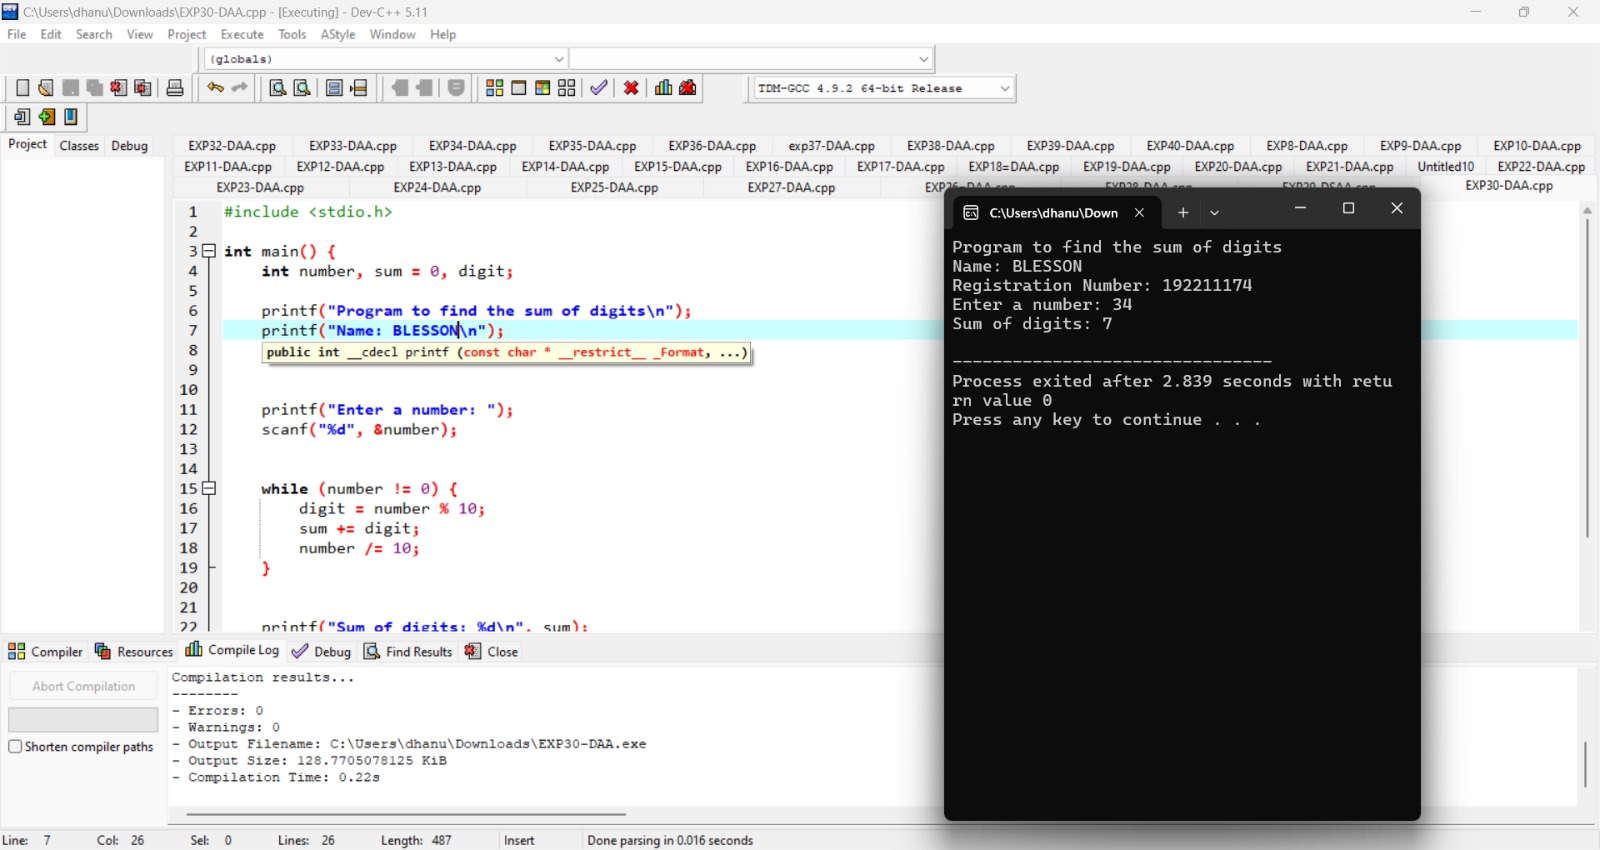 C:\Users\dhanu\Downloads\EXP30-DAA.cpp - [Executing] - Dev-C++ 5.11
File Edit Search View Project Execute Tools AStyle Window Help
(globals)
TDM-GCC 4.9.2 64-bit Release
Project Classes Debug
EXP32-DAA.cpp EXP33-DAA.cpp EXP34-DAA.cpp EXP35-DAA.cpp EXP36-DAA.cpp exp37-DAA.cpp EXP38-DAA.cpp EXP39-DAA.cpp EXP40-DAA.cpp EXP8-DAA.cpp EXP9-DAA.cpp EXP10-DAA.cpp
EXP11-DAA.cpp EXP12-DAA.cpp EXP13-DAA.cpp EXP14-DAA.cpp EXP15-DAA.cpp EXP16-DAA.cpp EXP17-DAA.cpp EXP18=DAA.cpp EXP19-DAA.cpp EXP20-DAA.cpp EXP21-DAA.cpp Untitled10 EXP22-DAA.cpp
EXP23-DAA.cpp EXP24-DAA.cpp EXP25-DAA.cpp EXP27-DAA.cpp EXP30-DAA.cpp
1 #include <stdio.h>
2
3 int main() {
4 int number, sum = 0, digit;
5
6 printf("Program to find the sum of digits\n");
7 printf("Name: BLESSON\n");
8 public int __cdecl printf (const char * __restrict__ _Format, ...)
9
10
11 printf("Enter a number: ");
12 scanf("%d", &number);
13
14
15 while (number != 0) {
16 digit = number % 10;
17 sum += digit;
18 number /= 10;
19 }
20
21
22 printf("Sum of digits: %d\n", sum);
C:\Users\dhanu\Down
Program to find the sum of digits
Name: BLESSON
Registration Number: 192211174
Enter a number: 34
Sum of digits: 7
--------------------------------
Process exited after 2.839 seconds with retu
rn value 0
Press any key to continue . . .
Compiler Resources Compile Log Debug Find Results Close
Abort Compilation
Shorten compiler paths
Compilation results...
--------
- Errors: 0
- Warnings: 0
- Output Filename: C:\Users\dhanu\Downloads\EXP30-DAA.exe
- Output Size: 128.7705078125 KiB
- Compilation Time: 0.22s
Line: 7 Col: 26 Sel: 0 Lines: 26 Length: 487 Insert Done parsing in 0.016 seconds